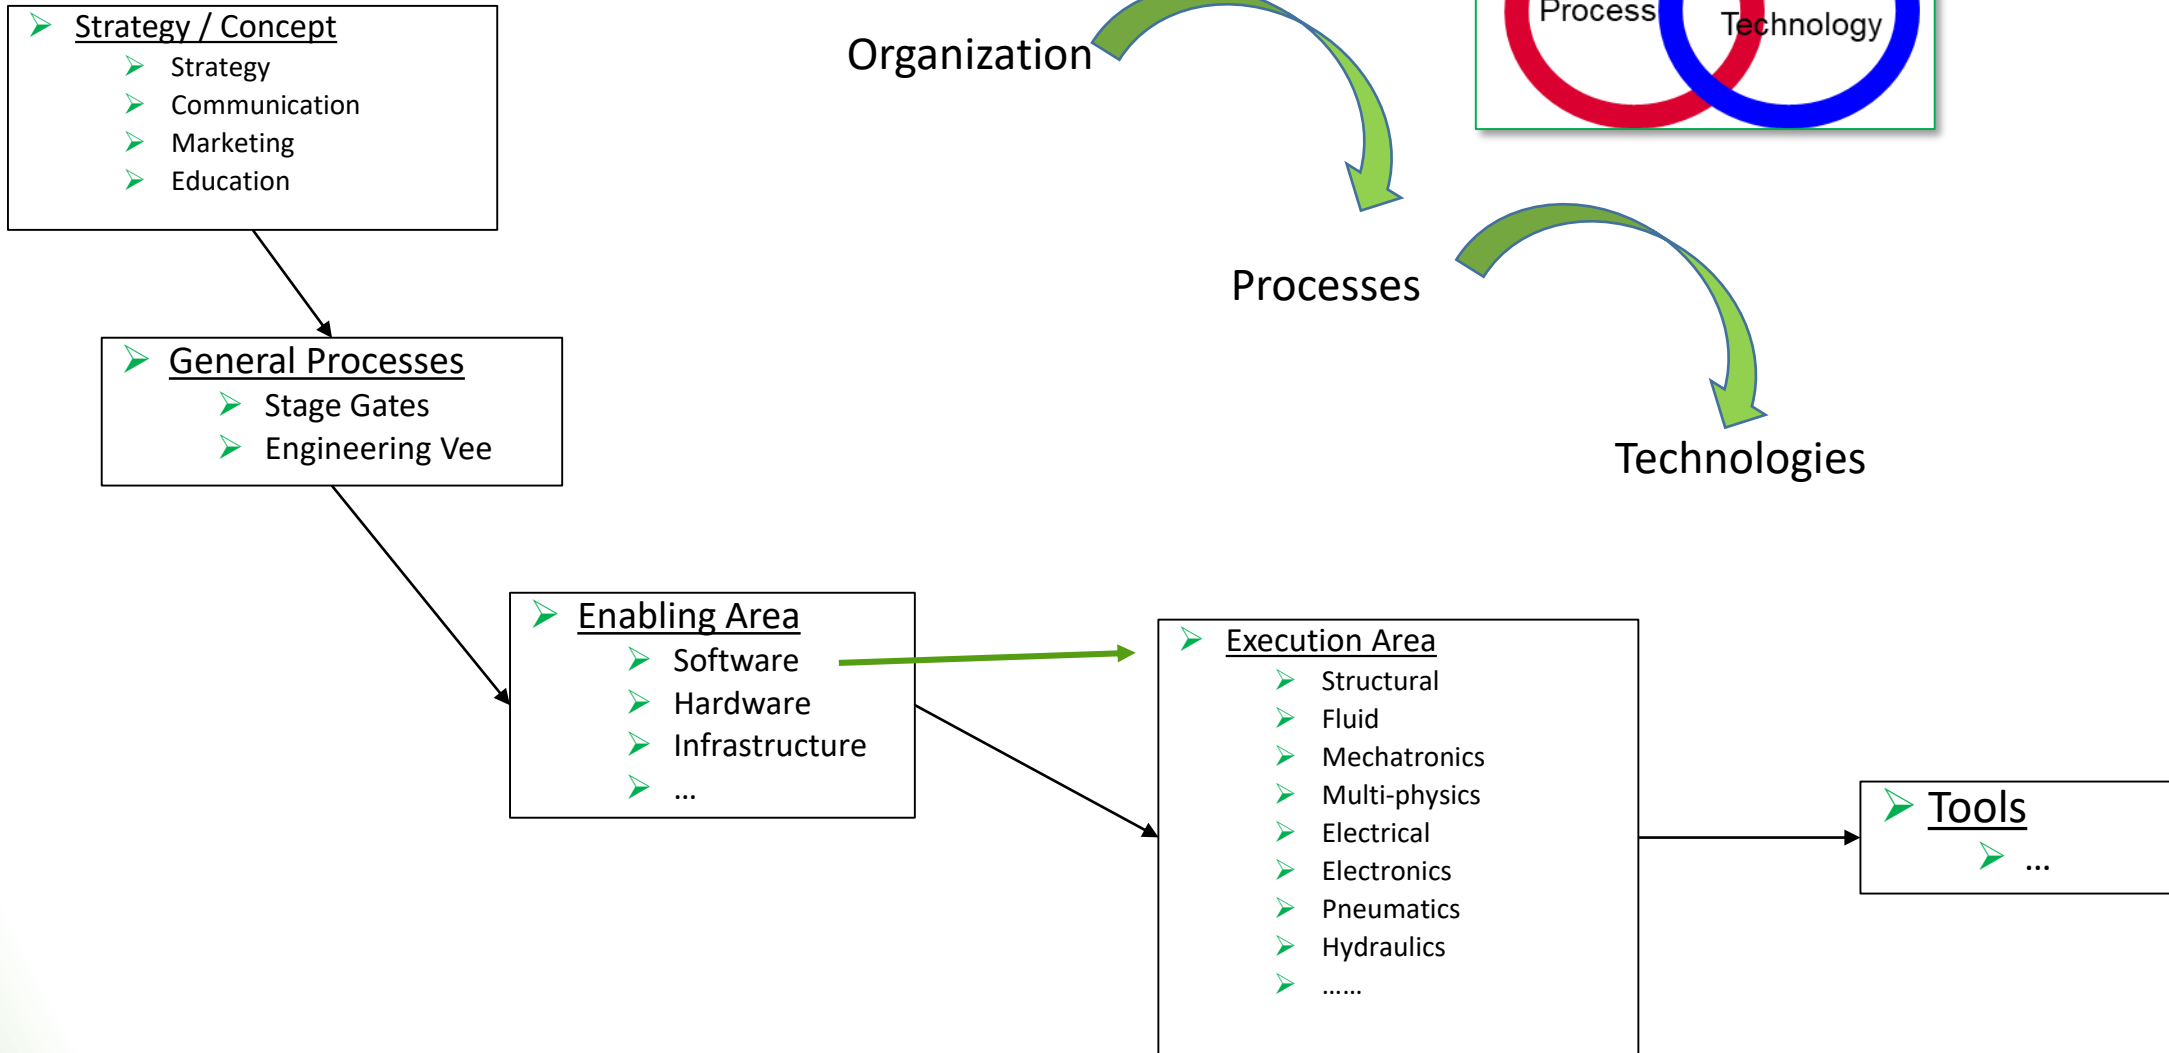 Strategy / Concept
Strategy
Communication
Marketing
Education
Organization
Process
Technology
Processes
Technologies
General Processes
Stage Gates
Engineering Vee
Enabling Area
Software
Hardware
Infrastructure
...
Execution Area
Structural
Fluid
Mechatronics
Multi-physics
Electrical
Electronics
Pneumatics
Hydraulics
......
Tools
...